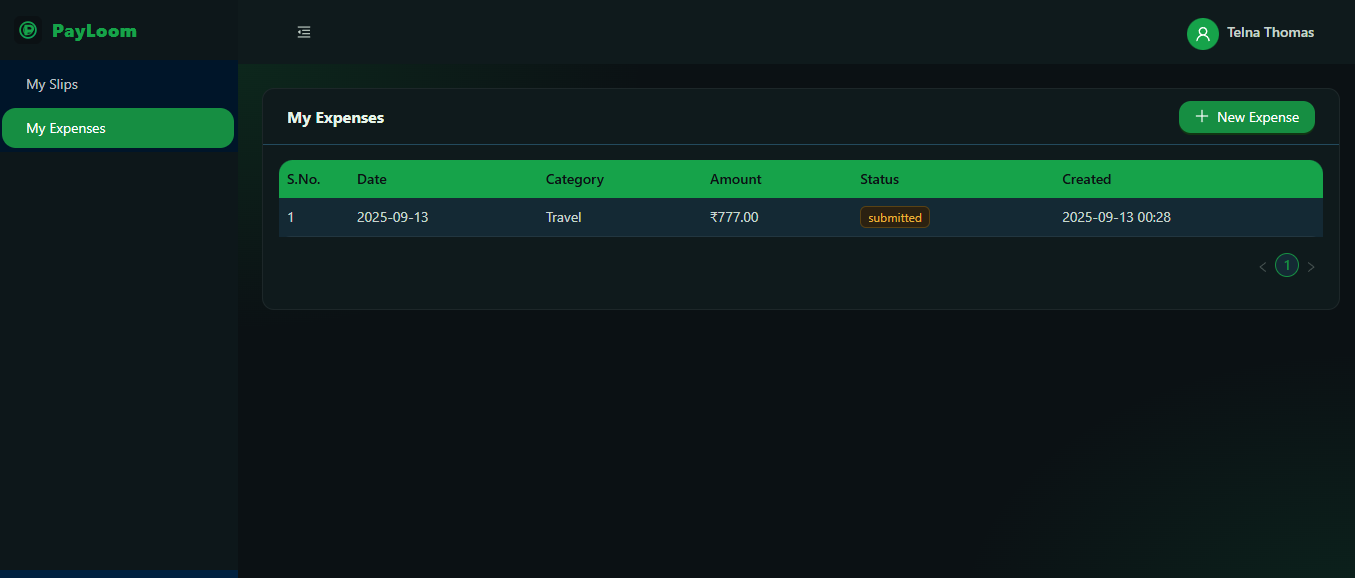 PayLoom
Telna Thomas
My Slips
My Expenses
My Expenses
New Expense
S.No. Date Category Amount Status Created
1 2025-09-13 Travel ₹777.00 submitted 2025-09-13 00:28
1